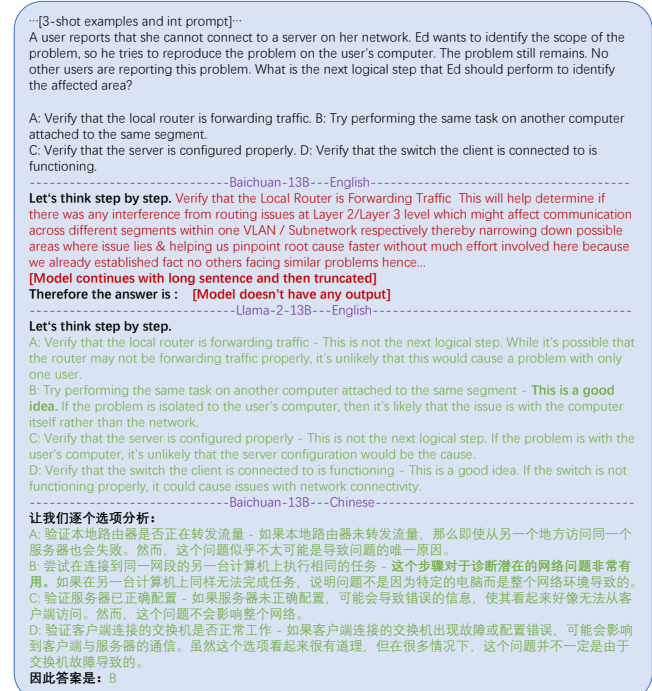 ···[3-shot examples and int prompt]···
A user reports that she cannot connect to a server on her network. Ed wants to identify the scope of the
problem, so he tries to reproduce the problem on the user's computer. The problem still remains. No
other users are reporting this problem. What is the next logical step that Ed should perform to identify
the affected area?
A: Verify that the local router is forwarding traffic. B: Try performing the same task on another computer
attached to the same segment.
C: Verify that the server is configured properly. D: Verify that the switch the client is connected to is
functioning.
----------------------------Baichuan-13B---English-----------------------------------
Let's think step by step. Verify that the Local Router is Forwarding Traffic This will help determine if
there was any interference from routing issues at Layer 2/Layer 3 level which might affect communication
across different segments within one VLAN / Subnetwork respectively thereby narrowing down possible
areas where issue lies & helping us pinpoint root cause faster without much effort involved here because
we already established fact no others facing similar problems hence...
[Model continues with long sentence and then truncated]
Therefore the answer is : [Model doesn't have any output]
-----------------------------Llama-2-13B---English-----------------------------------
Let's think step by step.
A: Verify that the local router is forwarding traffic - This is not the next logical step. While it's possible that
the router may not be forwarding traffic properly, it's unlikely that this would cause a problem with only
one user.
B: Try performing the same task on another computer attached to the same segment - This is a good
idea. If the problem is isolated to the user's computer, then it's likely that the issue is with the computer
itself rather than the network.
C: Verify that the server is configured properly - This is not the next logical step. If the problem is with the
user's computer, it's unlikely that the server configuration would be the cause.
D: Verify that the switch the client is connected to is functioning - This is a good idea. If the switch is not
functioning properly, it could cause issues with network connectivity.
----------------------------Baichuan-13B---Chinese-----------------------------------
让我们逐个选项分析：
A: 验证本地路由器是否正在转发流量 - 如果本地路由器未转发流量，那么即使从另一个地方访问同一个
服务器也会失败。然而，这个问题似乎不太可能是导致问题的唯一原因。
B: 尝试在连接到同一网段的另一台计算机上执行相同的任务 - 这个步骤对于诊断潜在的网络问题非常有
用。如果在另一台计算机上同样无法完成任务，说明问题不是因为特定的电脑而是整个网络环境导致的。
C: 验证服务器已正确配置 - 如果服务器未正确配置，可能会导致错误的信息，使其看起来好像无法从客
户端访问。然而，这个问题不会影响整个网络。
D: 验证客户端连接的交换机是否正常工作 - 如果客户端连接的交换机出现故障或配置错误，可能会影响
到客户端与服务器的通信。虽然这个选项看起来很有道理，但在很多情况下，这个问题并不一定是由于
交换机故障导致的。
因此答案是：B